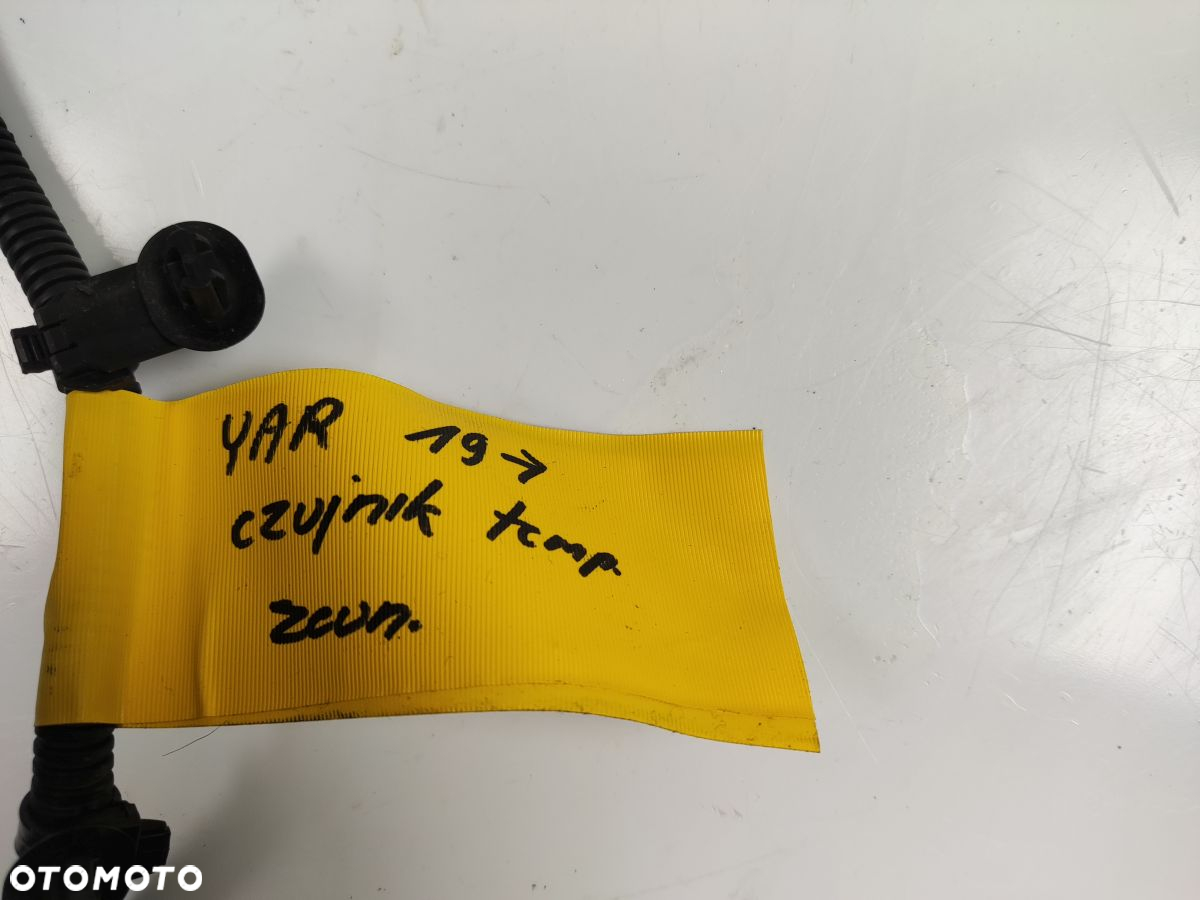 YAR 19→
czujnik temp.
zewn.
OTOMOTO